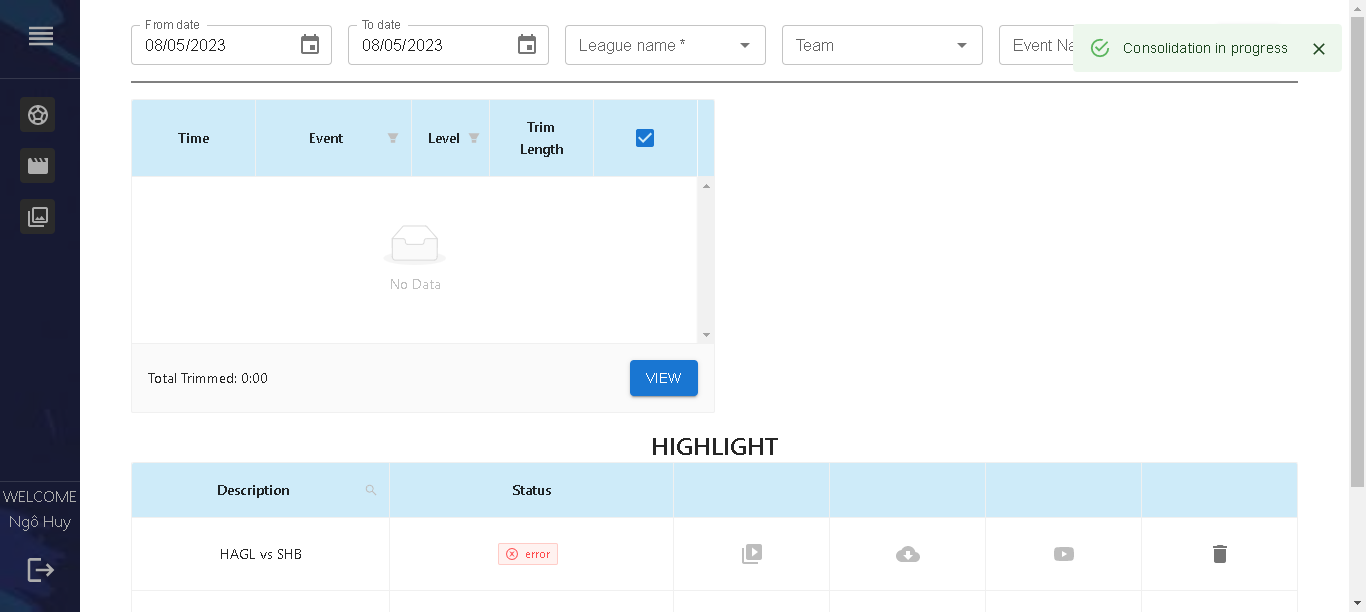 From date
08/05/2023
To date
08/05/2023
League name *
Team
Event Na
Consolidation in progress
Time
Event
Level
Trim
Length
No Data
Total Trimmed: 0:00
VIEW
HIGHLIGHT
Description
Status
HAGL vs SHB
error
WELCOME
Ngô Huy